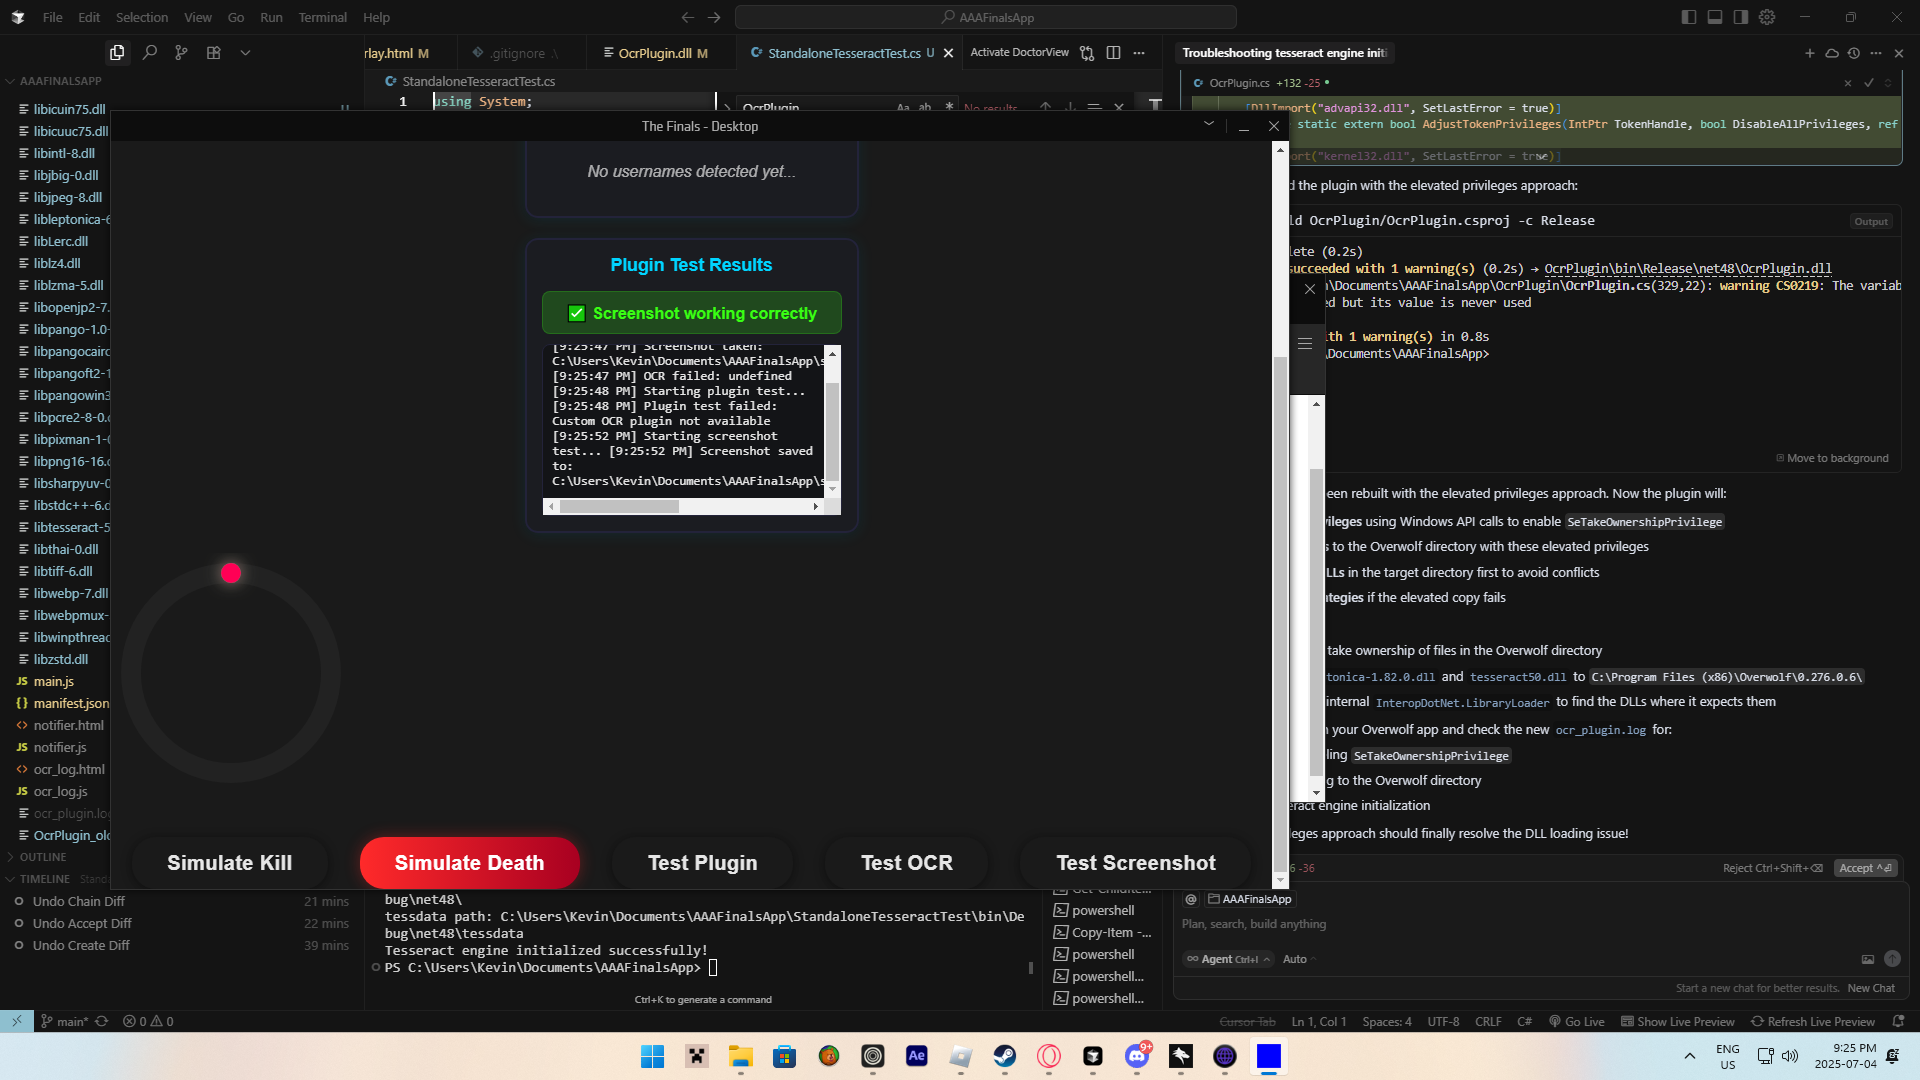 File Edit Selection View Go Run Terminal Help
AAAFinalsApp
rlay.html M
.gitignore
OcrPlugin.dll M
StandaloneTesseractTest.cs U
Activate DoctorView
Troubleshooting tesseract engine initi
AAAFINALSAPP
StandaloneTesseractTest.cs
OcrPlugin.cs +132 -25
1 using System;
OcrPlugin
No results
libicuin75.dll
libicuuc75.dll
libintl-8.dll
libjbig-0.dll
libjpeg-8.dll
libleptonica-6
libLerc.dll
liblz4.dll
liblzma-5.dll
libopenjp2-7.
libpango-1.0-
libpangocairo
libpangoft2-1
libpangowin3
libpcre2-8-0.d
libpixman-1-0
libpng16-16.d
libsharpyuv-0
libstdc++-6.d
libtesseract-5
libthai-0.dll
libtiff-6.dll
libwebp-7.dll
libwebpmux-
libwinpthread
libzstd.dll
JS main.js
{} manifest.json
<> notifier.html
JS notifier.js
<> ocr_log.html
JS ocr_log.js
ocr_plugin.log
OcrPlugin_old
OUTLINE
TIMELINE Standa
Undo Chain Diff 21 mins
Undo Accept Diff 22 mins
Undo Create Diff 39 mins
The Finals - Desktop
No usernames detected yet...
Plugin Test Results
Screenshot working correctly
[9:25:47 PM] Screenshot taken:
C:\Users\Kevin\Documents\AAAFinalsApp\s
[9:25:47 PM] OCR failed: undefined
[9:25:48 PM] Starting plugin test...
[9:25:48 PM] Plugin test failed:
Custom OCR plugin not available
[9:25:52 PM] Starting screenshot
test... [9:25:52 PM] Screenshot saved
to:
C:\Users\Kevin\Documents\AAAFinalsApp\s
Simulate Kill
Simulate Death
Test Plugin
Test OCR
Test Screenshot
bug\net48\
tessdata path: C:\Users\Kevin\Documents\AAAFinalsApp\StandaloneTesseractTest\bin\De
bug\net48\tessdata
Tesseract engine initialized successfully!
PS C:\Users\Kevin\Documents\AAAFinalsApp>
Ctrl+K to generate a command
powershell
Copy-Item -...
powershell
powershell...
powershell...
[DllImport("advapi32.dll", SetLastError = true)]
static extern bool AdjustTokenPrivileges(IntPtr TokenHandle, bool DisableAllPrivileges, ref
ort("kernel32.dll", SetLastError = true)]
d the plugin with the elevated privileges approach:
ld OcrPlugin/OcrPlugin.csproj -c Release
Output
lete (0.2s)
succeeded with 1 warning(s) (0.2s) → OcrPlugin\bin\Release\net48\OcrPlugin.dll
\Documents\AAAFinalsApp\OcrPlugin\OcrPlugin.cs(329,22): warning CS0219: The variab
ed but its value is never used
th 1 warning(s) in 0.8s
\Documents\AAAFinalsApp>
Move to background
een rebuilt with the elevated privileges approach. Now the plugin will:
ileges using Windows API calls to enable SeTakeOwnershipPrivilege
s to the Overwolf directory with these elevated privileges
LLs in the target directory first to avoid conflicts
ategies if the elevated copy fails
take ownership of files in the Overwolf directory
tonica-1.82.0.dll and tesseract50.dll to C:\Program Files (x86)\Overwolf\0.276.0.6\
internal InteropDotNet.LibraryLoader to find the DLLs where it expects them
your Overwolf app and check the new ocr_plugin.log for:
ling SeTakeOwnershipPrivilege
g to the Overwolf directory
eract engine initialization
leges approach should finally resolve the DLL loading issue!
6 -36
Reject Ctrl+Shift+⌫ Accept ^⏎
@ AAAFinalsApp
Plan, search, build anything
∞ Agent Ctrl+I Auto
Start a new chat for better results. New Chat
main* 0 0
Cursor Tab Ln 1, Col 1 Spaces: 4 UTF-8 CRLF C# Go Live Show Live Preview Refresh Live Preview
Ae
9+
ENG
US
9:25 PM
2025-07-04